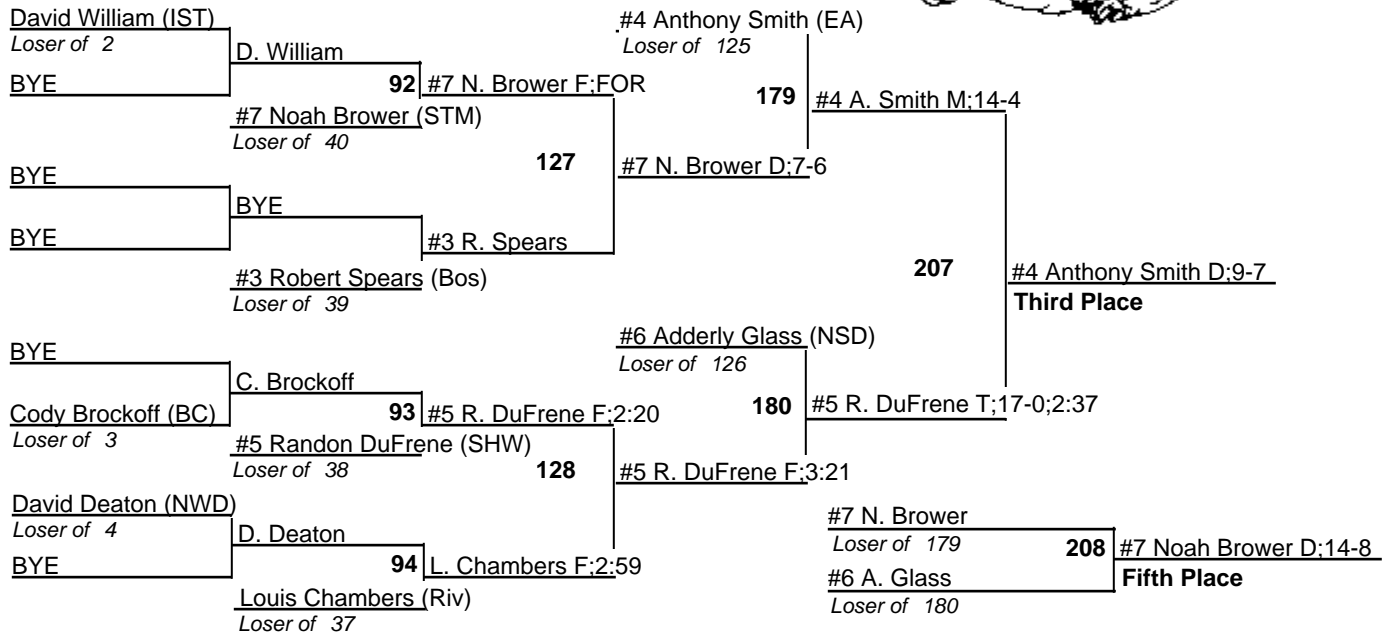 David William (IST)
Loser of 2
BYE
D. William
92
#7 Noah Brower (STM)
Loser of 40
#7 N. Brower F;FOR
BYE
BYE
BYE
#3 Robert Spears (Bos)
Loser of 39
#3 R. Spears
127
#7 N. Brower D;7-6
#4 Anthony Smith (EA)
Loser of 125
179
#4 A. Smith M;14-4
BYE
Cody Brockoff (BC)
Loser of 3
C. Brockoff
93
#5 Randon DuFrene (SHW)
Loser of 38
#5 R. DuFrene F;2:20
David Deaton (NWD)
Loser of 4
BYE
D. Deaton
94
Louis Chambers (Riv)
Loser of 37
L. Chambers F;2:59
128
#5 R. DuFrene F;3:21
#6 Adderly Glass (NSD)
Loser of 126
180
#5 R. DuFrene T;17-0;2:37
207
#4 Anthony Smith D;9-7
Third Place
#7 N. Brower
Loser of 179
#6 A. Glass
Loser of 180
208
#7 Noah Brower D;14-8
Fifth Place